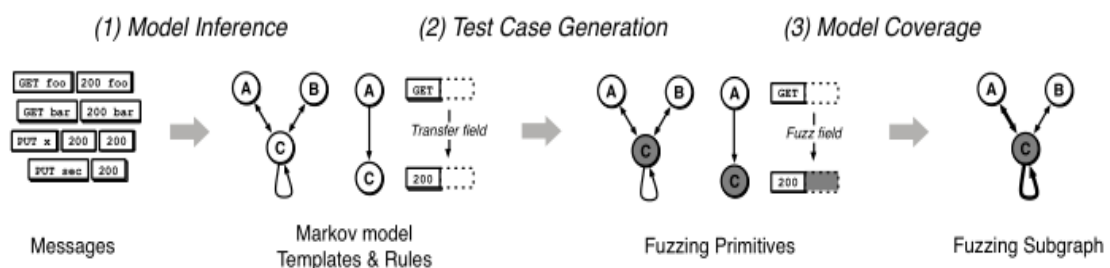 (1) Model Inference (2) Test Case Generation (3) Model Coverage
GET foo 200 foo
GET bar 200 bar
PUT x 200 200
PUT sec 200
Messages
A B
C
A
C
GET
Transfer field
200
Markov model
Templates & Rules
A B
C
A
C
GET
Fuzz field
200
Fuzzing Primitives
A B
C
Fuzzing Subgraph